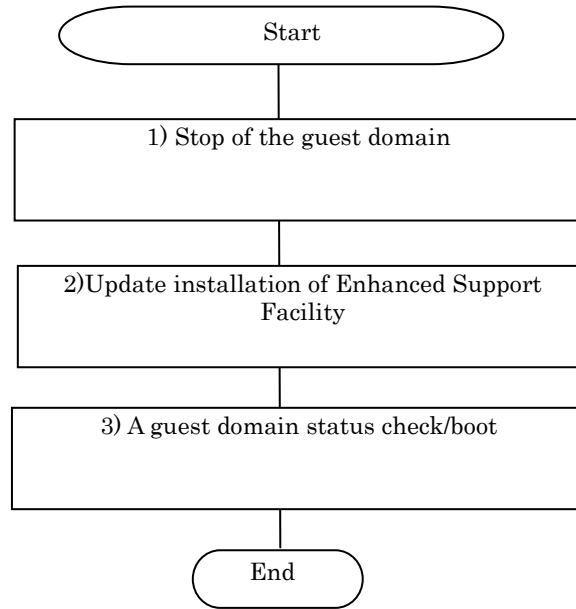 Start
1) Stop of the guest domain
2)Update installation of Enhanced Support
Facility
3) A guest domain status check/boot
End